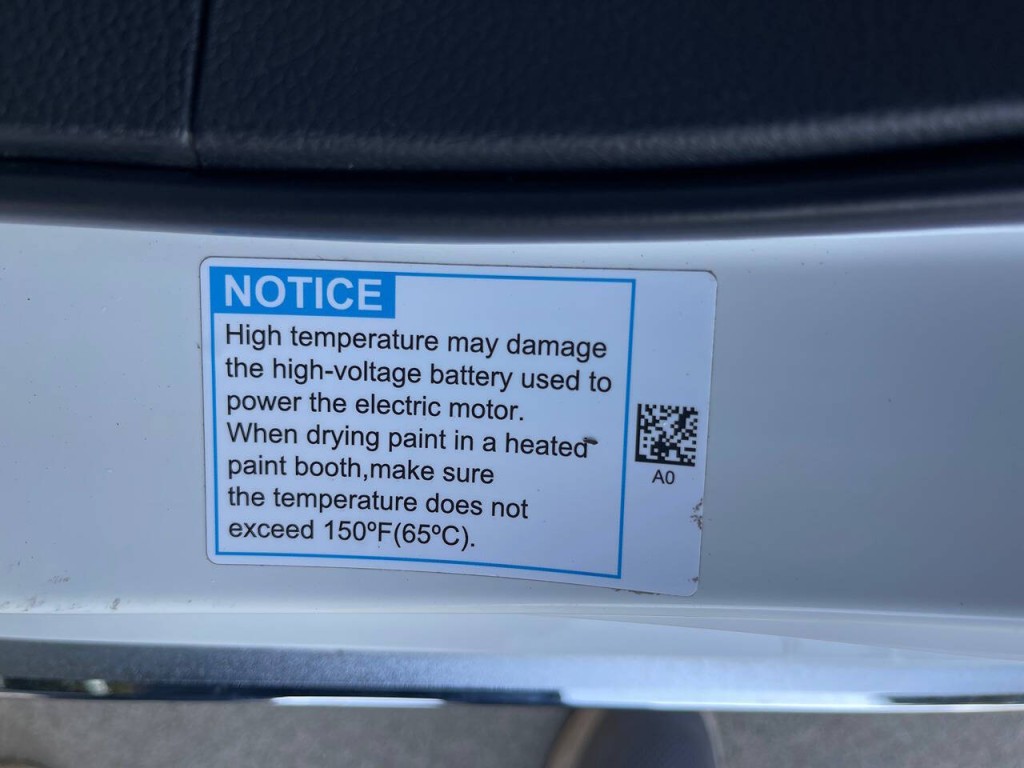 NOTICE
High temperature may damage
the high-voltage battery used to
power the electric motor.
When drying paint in a heated
paint booth,make sure
the temperature does not
exceed 150ºF(65ºC).
A0